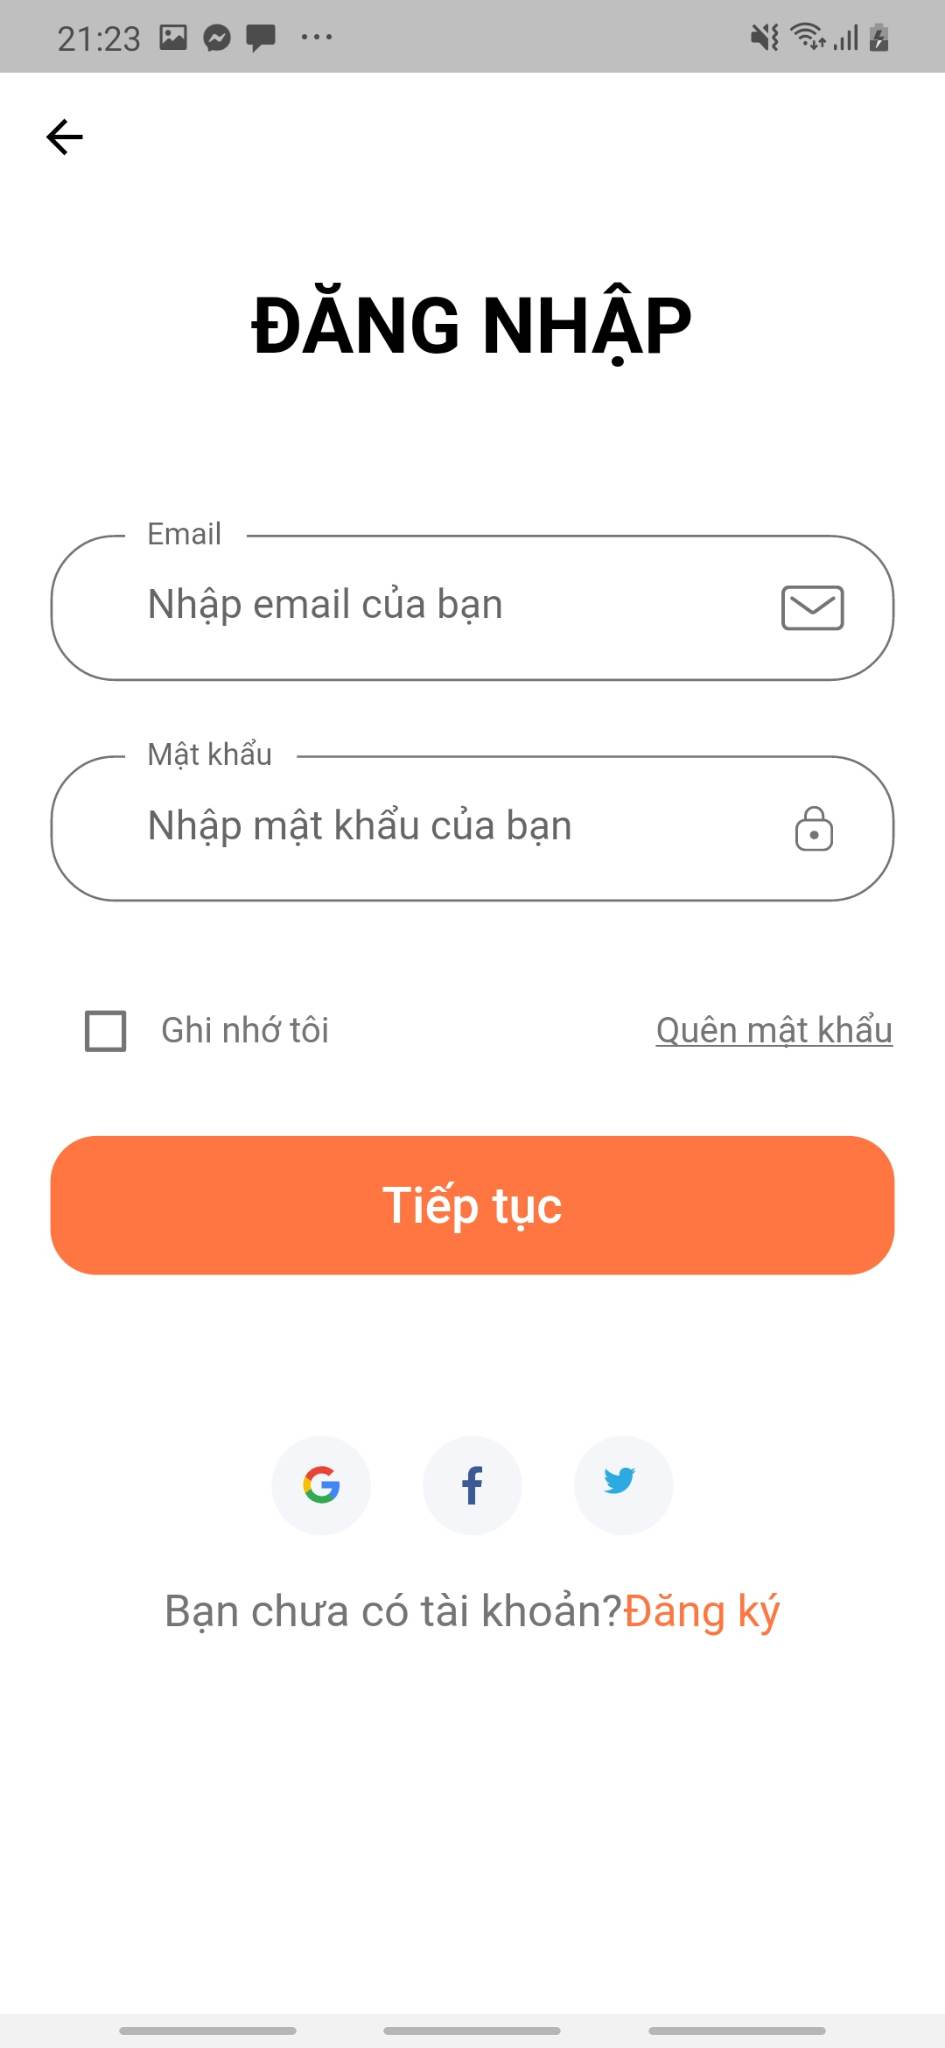 21:23
ĐĂNG NHẬP
Email
Nhập email của bạn
Mật khẩu
Nhập mật khẩu của bạn
Ghi nhớ tôi Quên mật khẩu
Tiếp tục
Bạn chưa có tài khoản?Đăng ký